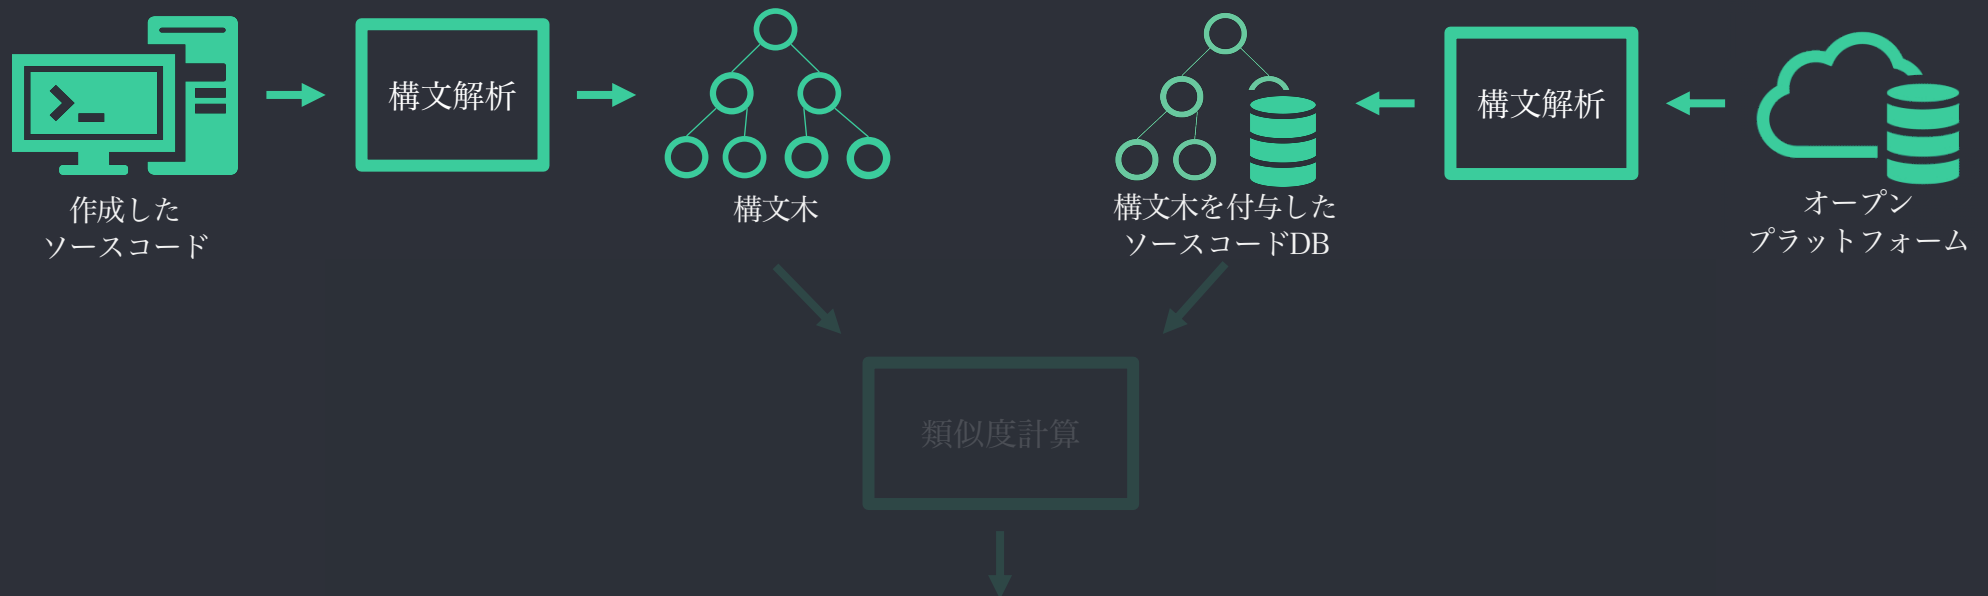 構文解析
構文解析
作成した
ソースコード
構文木
構文木を付与した
ソースコードDB
オープン
プラットフォーム
類似度計算